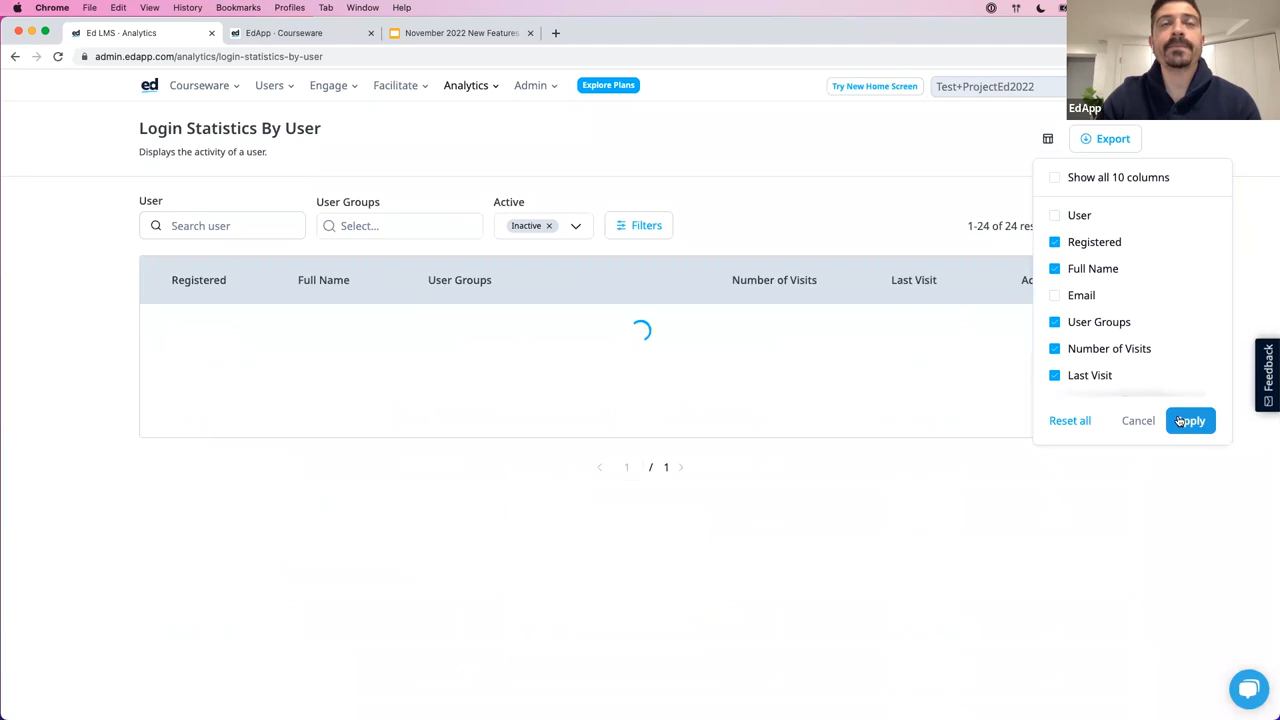 Chrome File Edit View History Bookmarks Profiles Tab Window Help
Ed LMS - Analytics × EdApp - Courseware × November 2022 New Features × +
admin.edapp.com/analytics/login-statistics-by-user
ed Courseware Users Engage Facilitate Analytics Admin Explore Plans Try New Home Screen Test+ProjectEd2022
EdApp
Login Statistics By User
Displays the activity of a user.
Export
Show all 10 columns
User User Groups Active
Search user Select... Inactive × Filters 1-24 of 24
Registered Full Name User Groups Number of Visits Last Visit
User
Registered
Full Name
Email
User Groups
Number of Visits
Last Visit
Reset all Cancel Apply
Feedback
1 / 1